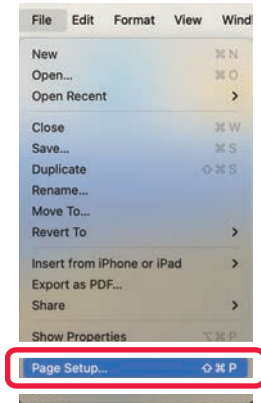 File Edit Format View Wind
New ⌘ N
Open... ⌘ O
Open Recent >
Close ⌘ W
Save... ⌘ S
Duplicate ⇧ ⌘ S
Rename...
Move To...
Revert To >
Insert from iPhone or iPad >
Export as PDF...
Share >
Show Properties ⌥ ⌘ P
Page Setup... ⇧ ⌘ P